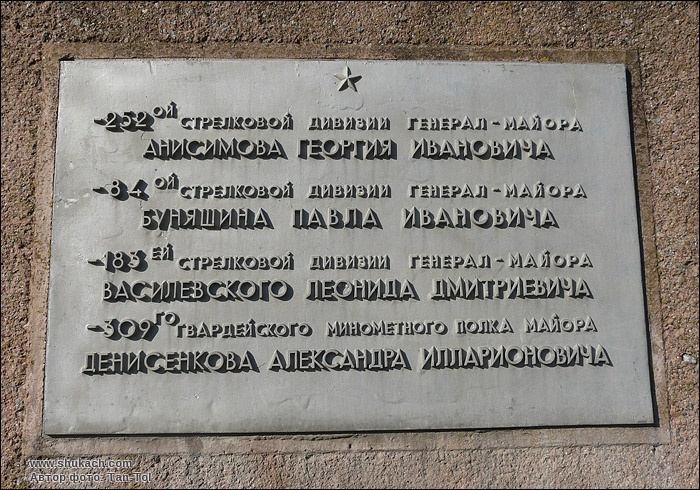 -252ой СТРЕЛКОВОЙ ДИВИЗИИ ГЕНЕРАЛ-МАЙОРА
АНИСИМОВА ГЕОРГИЯ ИВАНОВИЧА
-84ой СТРЕЛКОВОЙ ДИВИЗИИ ГЕНЕРАЛ-МАЙОРА
БУНЯШИНА ПАВЛА ИВАНОВИЧА
-183ей СТРЕЛКОВОЙ ДИВИЗИИ ГЕНЕРАЛ-МАЙОРА
ВАСИЛЕВСКОГО ЛЕОНИДА ДМИТРИЕВИЧА
-309го ГВАРДЕЙСКОГО МИНОМЕТНОГО ПОЛКА МАЙОРА
ДЕНИСЕНКОВА АЛЕКСАНДРА ИЛЛАРИОНОВИЧА
www.shukach.com
Автор фото: Tan-Tol